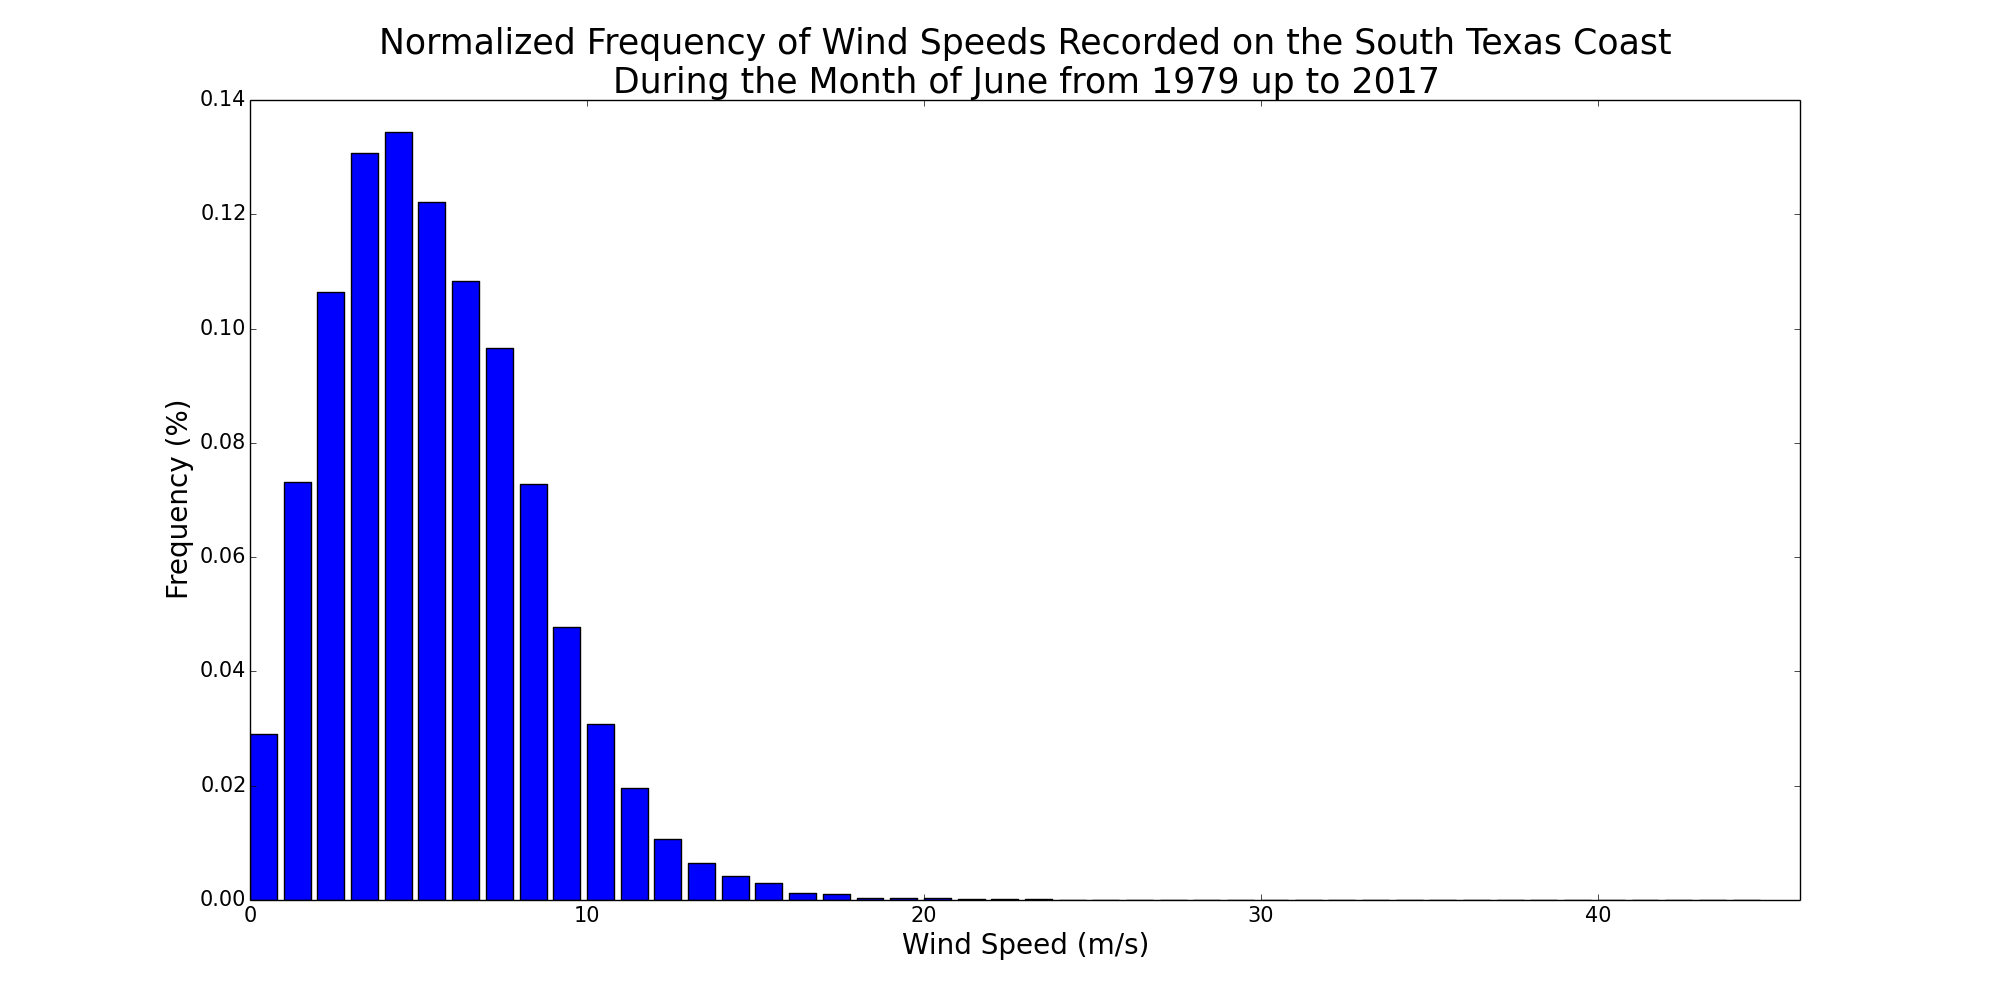 Normalized Frequency of Wind Speeds Recorded on the South Texas Coast
During the Month of June from 1979 up to 2017
0.14
0.12
0.10
0.08
0.06
0.04
0.02
0.00
Frequency (%)
0 10 20 30 40
Wind Speed (m/s)